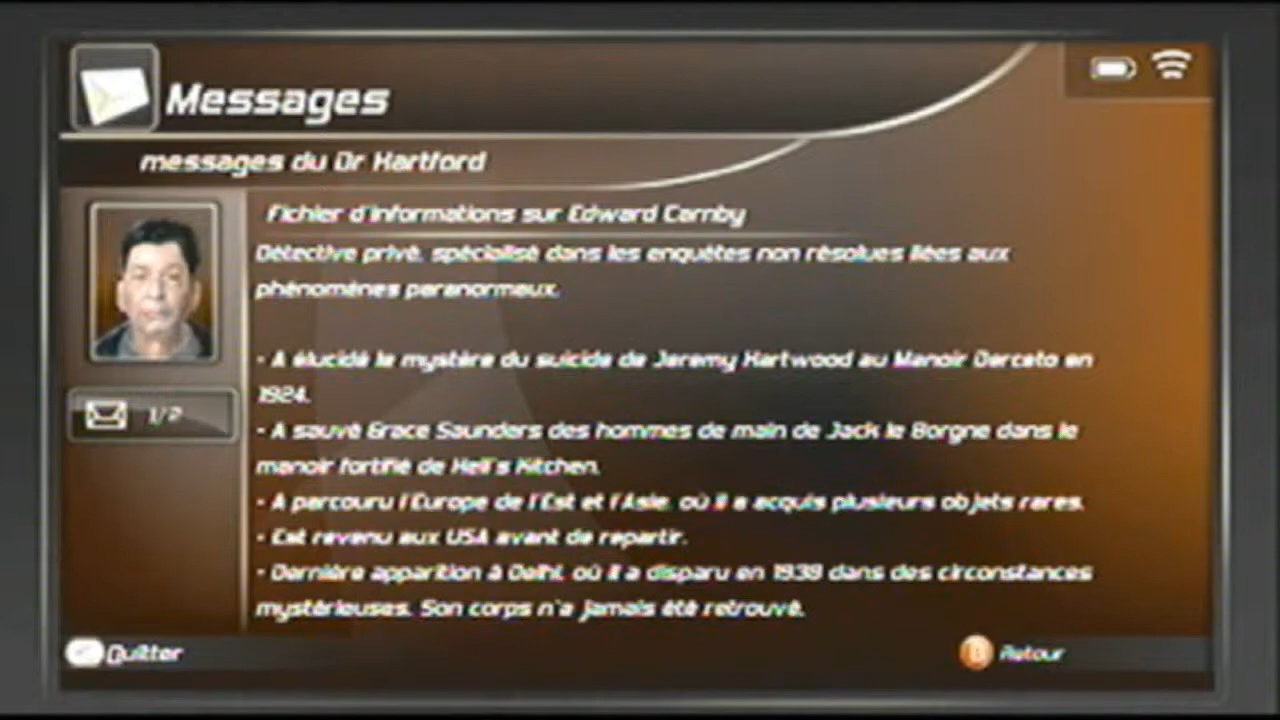 Messages
messages du Dr Hartford
Fichier d'informations sur Edward Carnby
Détective privé, spécialisé dans les enquêtes non résolues liées aux
phénomènes paranormaux.
- A élucidé le mystère du suicide de Jeremy Hartwood au Manoir Derceto en
1924.
1/2
- A sauvé Grace Saunders des hommes de main de Jack le Borgne dans le
manoir fortifié de Hell's Kitchen.
- A parcouru l'Europe de l'Est et l'Asie, où il a acquis plusieurs objets rares.
- Est revenu aux USA avant de repartir.
- Dernière apparition à Delhi, où il a disparu en 1939 dans des circonstances
mystérieuses. Son corps n'a jamais été retrouvé.
Quitter
B Retour